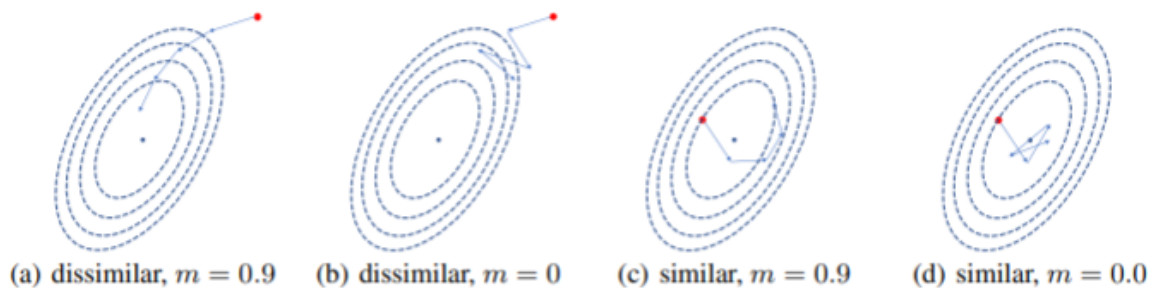 (a) dissimilar, m = 0.9 (b) dissimilar, m = 0 (c) similar, m = 0.9 (d) similar, m = 0.0